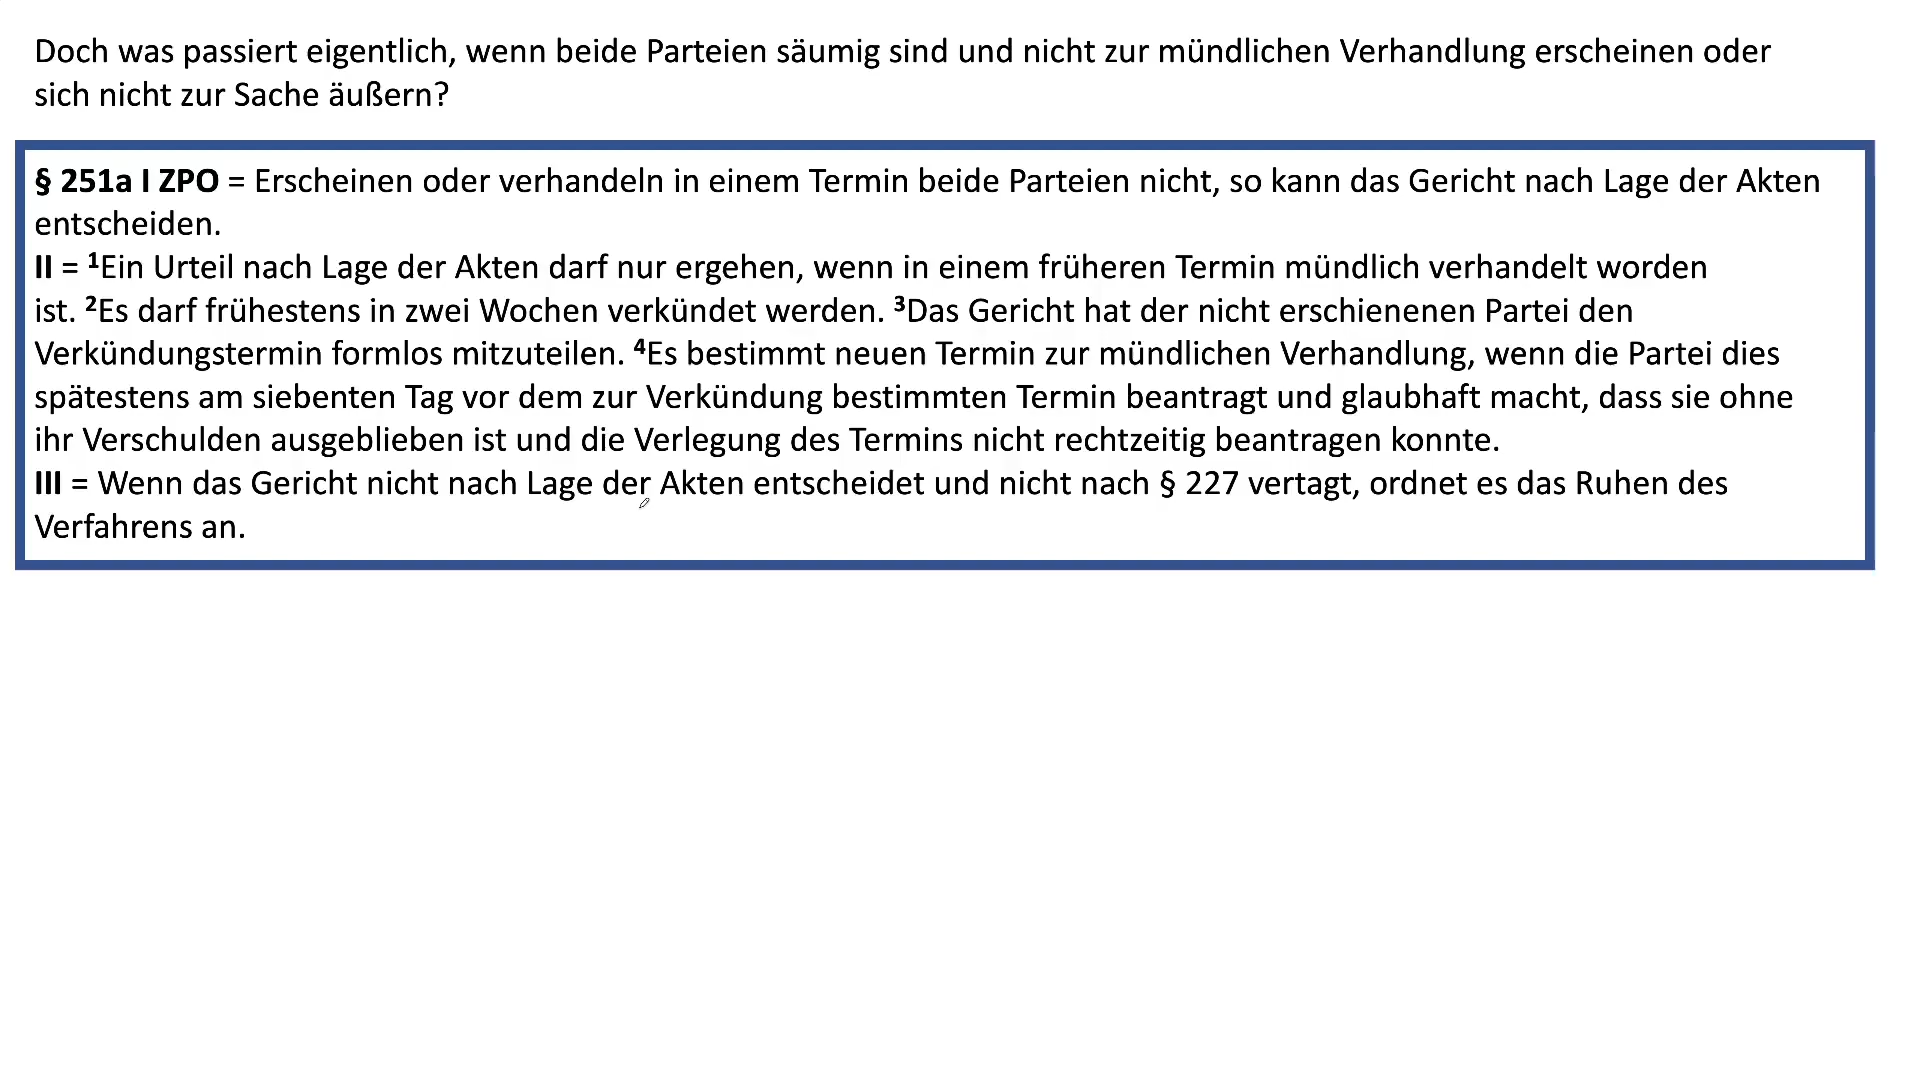 Doch was passiert eigentlich, wenn beide Parteien säumig sind und nicht zur mündlichen Verhandlung erscheinen oder
sich nicht zur Sache äußern?
§ 251a I ZPO = Erscheinen oder verhandeln in einem Termin beide Parteien nicht, so kann das Gericht nach Lage der Akten
entscheiden.
II = ¹Ein Urteil nach Lage der Akten darf nur ergehen, wenn in einem früheren Termin mündlich verhandelt worden
ist. ²Es darf frühestens in zwei Wochen verkündet werden. ³Das Gericht hat der nicht erschienenen Partei den
Verkündungstermin formlos mitzuteilen. ⁴Es bestimmt neuen Termin zur mündlichen Verhandlung, wenn die Partei dies
spätestens am siebenten Tag vor dem zur Verkündung bestimmten Termin beantragt und glaubhaft macht, dass sie ohne
ihr Verschulden ausgeblieben ist und die Verlegung des Termins nicht rechtzeitig beantragen konnte.
III = Wenn das Gericht nicht nach Lage der Akten entscheidet und nicht nach § 227 vertagt, ordnet es das Ruhen des
Verfahrens an.